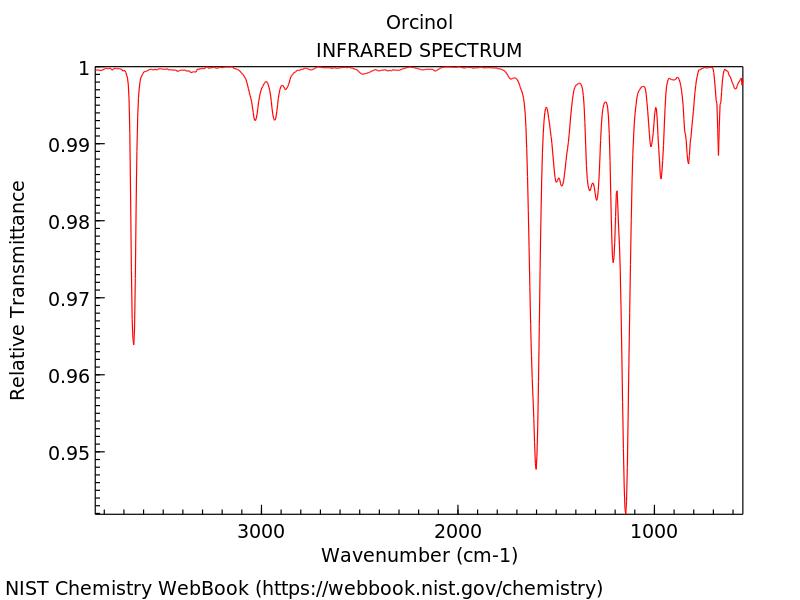 Orcinol
INFRARED SPECTRUM
1
0.99
0.98
0.97
0.96
0.95
Relative Transmittance
3000 2000 1000
Wavenumber (cm-1)
NIST Chemistry WebBook (https://webbook.nist.gov/chemistry)